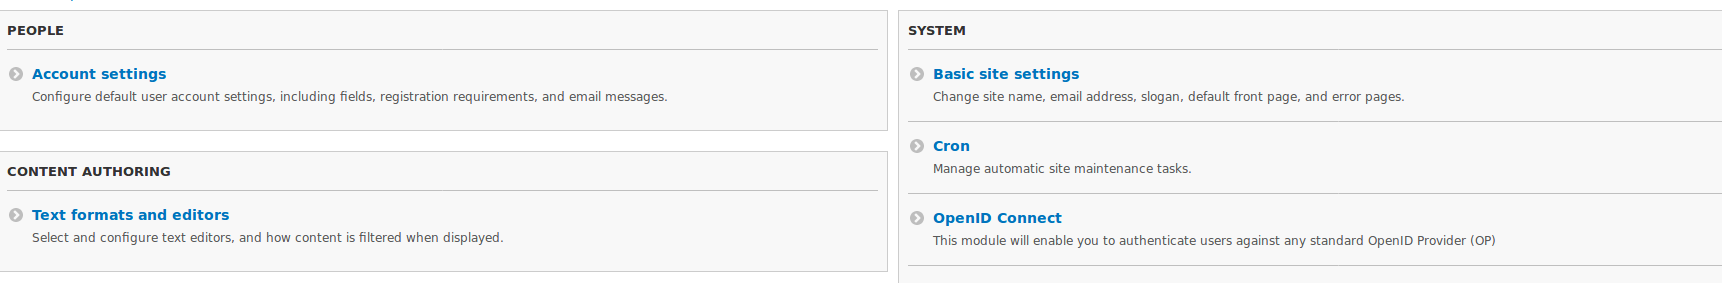 PEOPLE
Account settings
Configure default user account settings, including fields, registration requirements, and email messages.
CONTENT AUTHORING
Text formats and editors
Select and configure text editors, and how content is filtered when displayed.
SYSTEM
Basic site settings
Change site name, email address, slogan, default front page, and error pages.
Cron
Manage automatic site maintenance tasks.
OpenID Connect
This module will enable you to authenticate users against any standard OpenID Provider (OP)